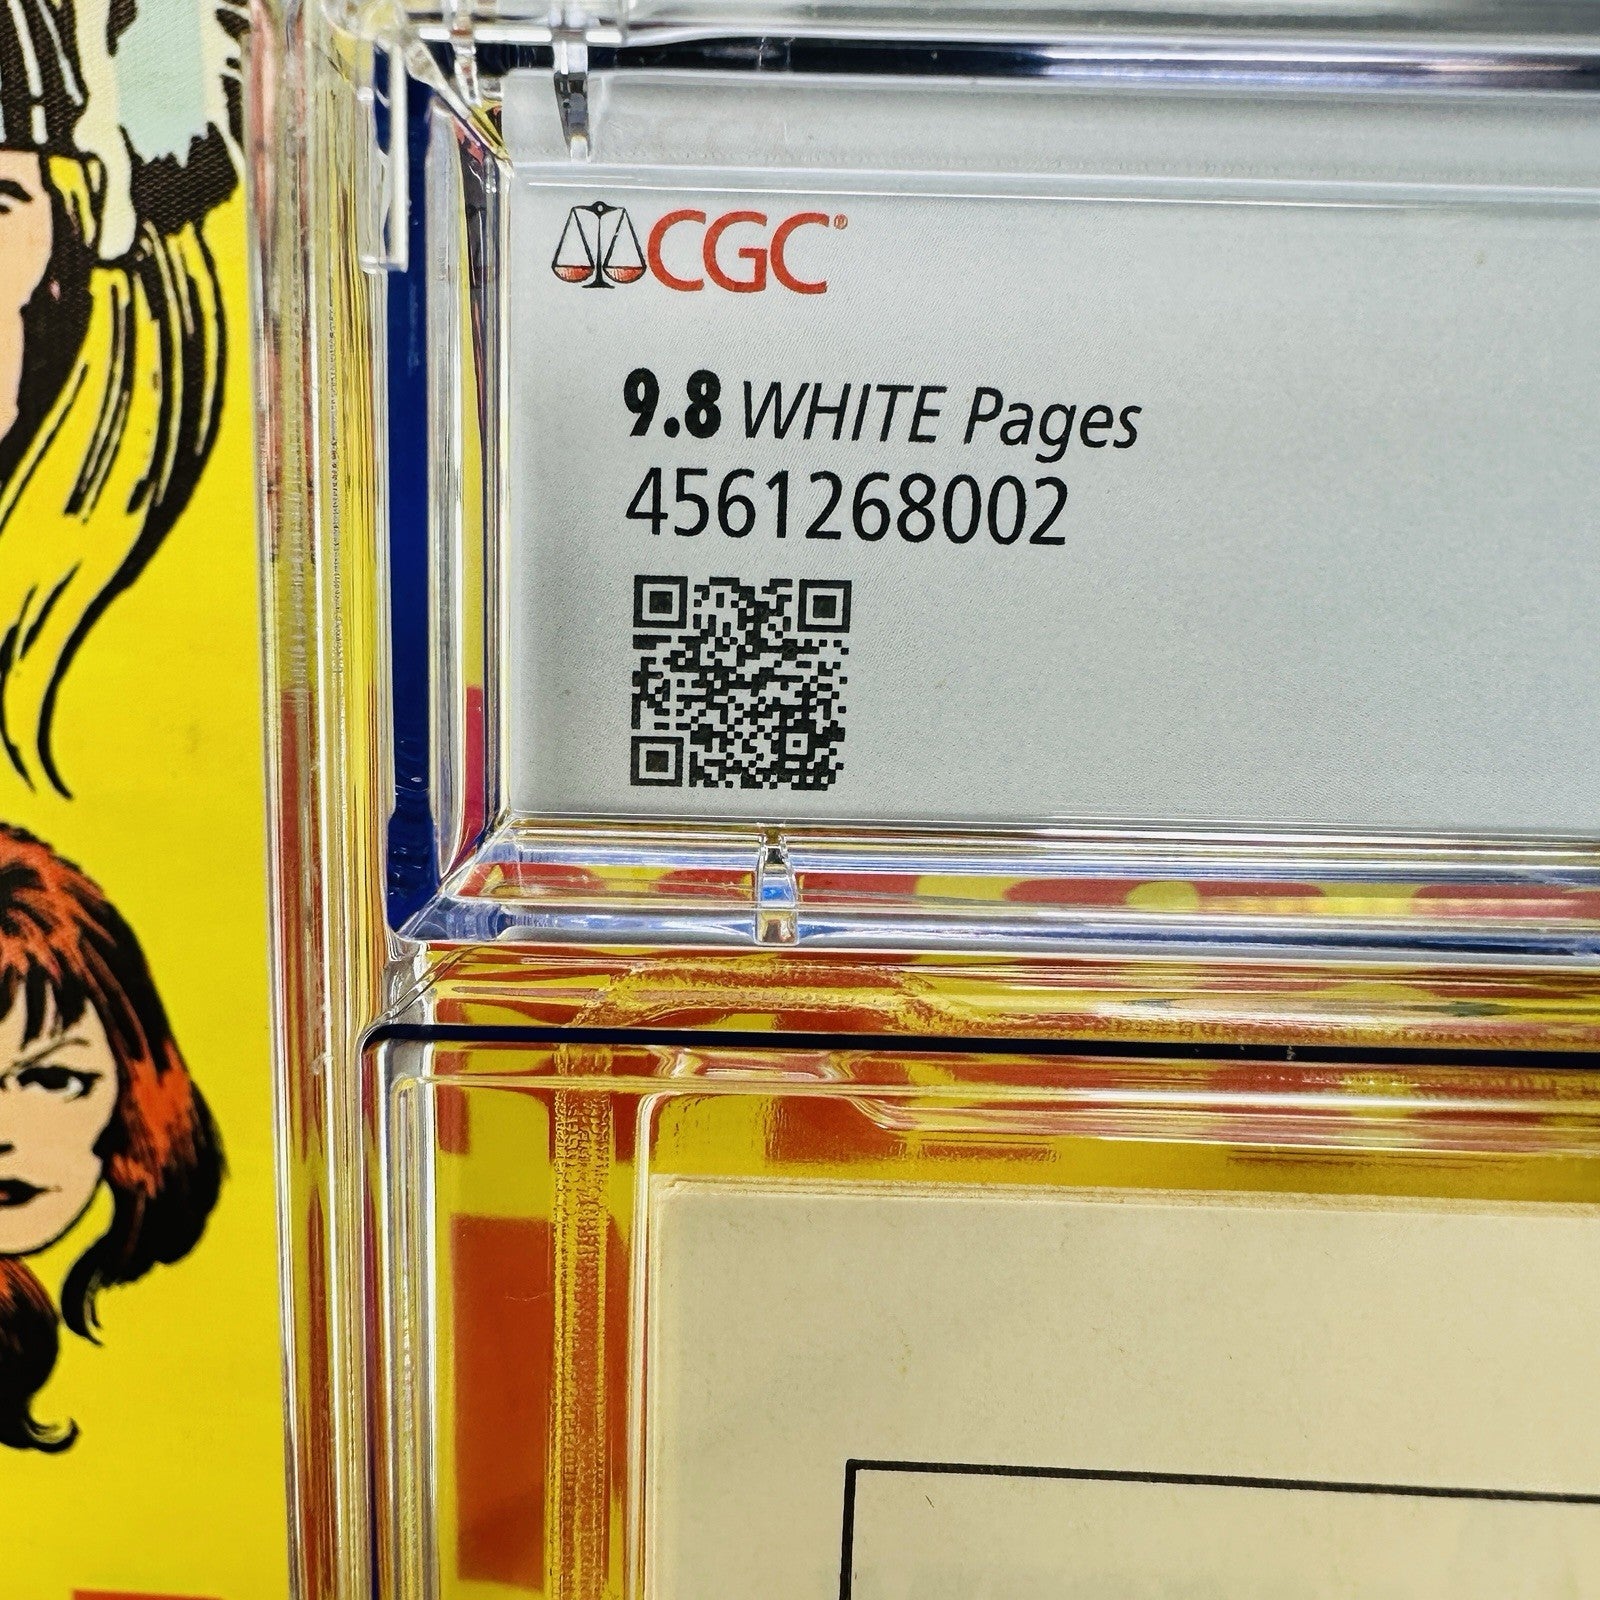 CGC®
9.8 WHITE Pages
4561268002